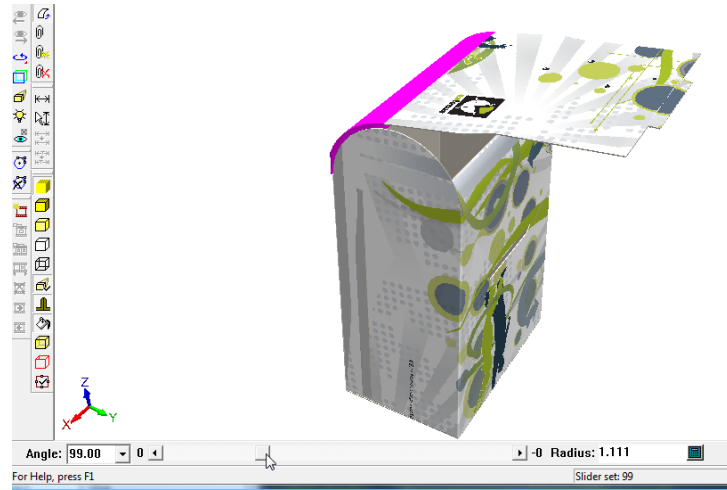 Z
X
Y
Angle: 99.00 0 -0 Radius: 1.111
For Help, press F1 Slider set: 99